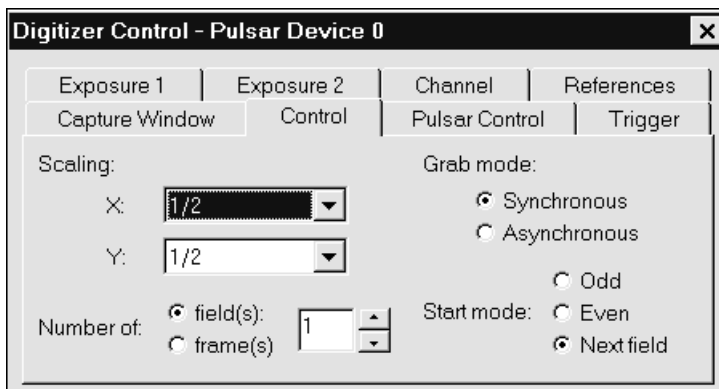 Digitizer Control - Pulsar Device 0
Exposure 1 Exposure 2 Channel References
Capture Window Control Pulsar Control Trigger
Scaling:
X: 1/2
Y: 1/2
Number of: field(s): 1
frame(s)
Grab mode:
Synchronous
Asynchronous
Start mode: Odd
Even
Next field